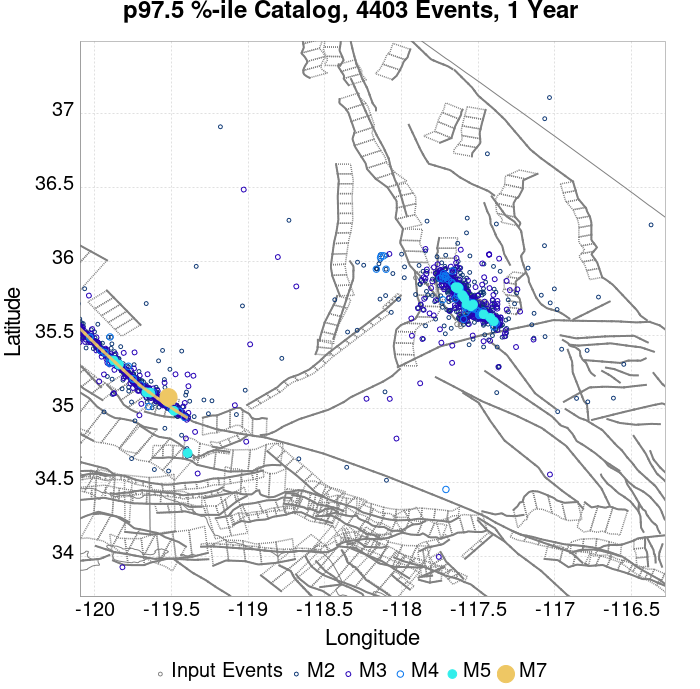 p97.5 %-ile Catalog, 4403 Events, 1 Year
37
36.5
36
35.5
35
34.5
34
Latitude
-120 -119.5 -119 -118.5 -118 -117.5 -117 -116.5
Longitude
Input Events M2 M3 M4 M5 M7